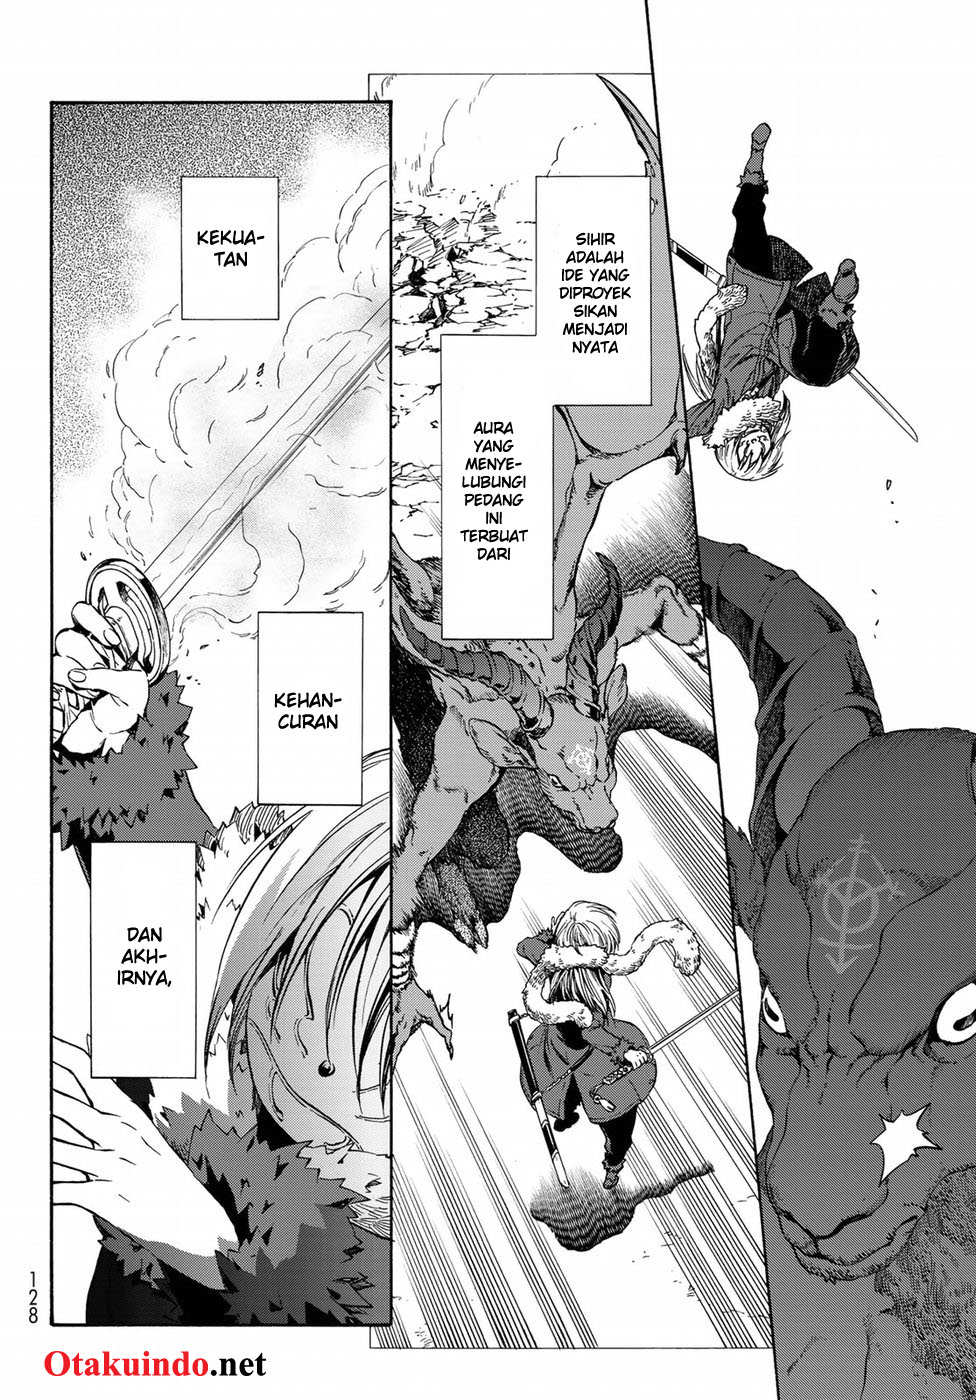 SIHIR
ADALAH
IDE YANG
DIPROYEK
SIKAN
MENJADI
NYATA
AURA
YANG
MENYE-
LUBUNGI
PEDANG
INI
TERBUAT
DARI
KEKUA-
TAN
KEHAN-
CURAN
DAN
AKH-
IRNYA,
128
Otakuindo.net